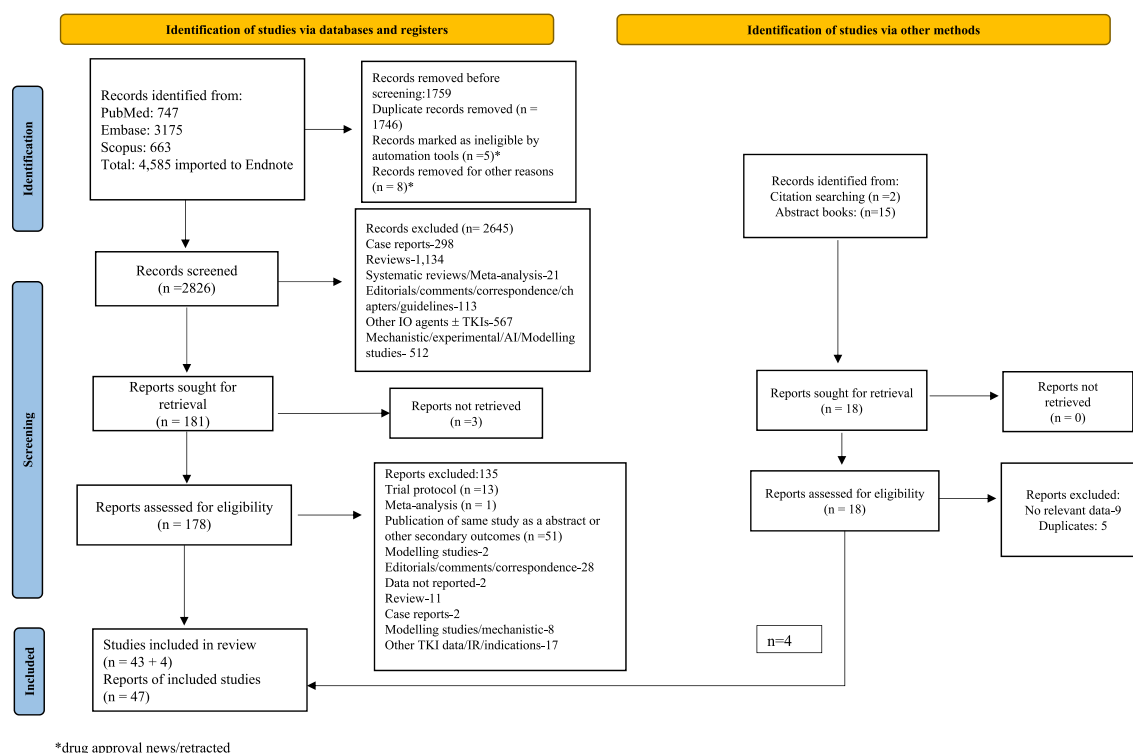 Identification of studies via databases and registers
Identification of studies via other methods
Identification
Records identified from:
PubMed: 747
Embase: 3175
Scopus: 663
Total: 4,585 imported to Endnote
Records removed before
screening:1759
Duplicate records removed (n =
1746)
Records marked as ineligible by
automation tools (n =5)*
Records removed for other reasons
(n = 8)*
Records identified from:
Citation searching (n =2)
Abstract books: (n=15)
Screening
Records screened
(n =2826)
Records excluded (n= 2645)
Case reports-298
Reviews-1,134
Systematic reviews/Meta-analysis-21
Editorials/comments/correspondence/ch
apters/guidelines-113
Other IO agents ± TKIs-567
Mechanistic/experimental/AI/Modelling
studies- 512
Reports sought for
retrieval
(n = 181)
Reports not retrieved
(n =3)
Reports sought for retrieval
(n = 18)
Reports not
retrieved
(n = 0)
Reports assessed for eligibility
(n = 178)
Reports excluded:135
Trial protocol (n =13)
Meta-analysis (n = 1)
Publication of same study as a abstract or
other secondary outcomes (n =51)
Modelling studies-2
Editorials/comments/correspondence-28
Data not reported-2
Review-11
Case reports-2
Modelling studies/mechanistic-8
Other TKI data/IR/indications-17
Reports assessed for eligibility
(n = 18)
Reports excluded:
No relevant data-9
Duplicates: 5
Included
Studies included in review
(n = 43 + 4)
Reports of included studies
(n = 47)
n=4
*drug approval news/retracted